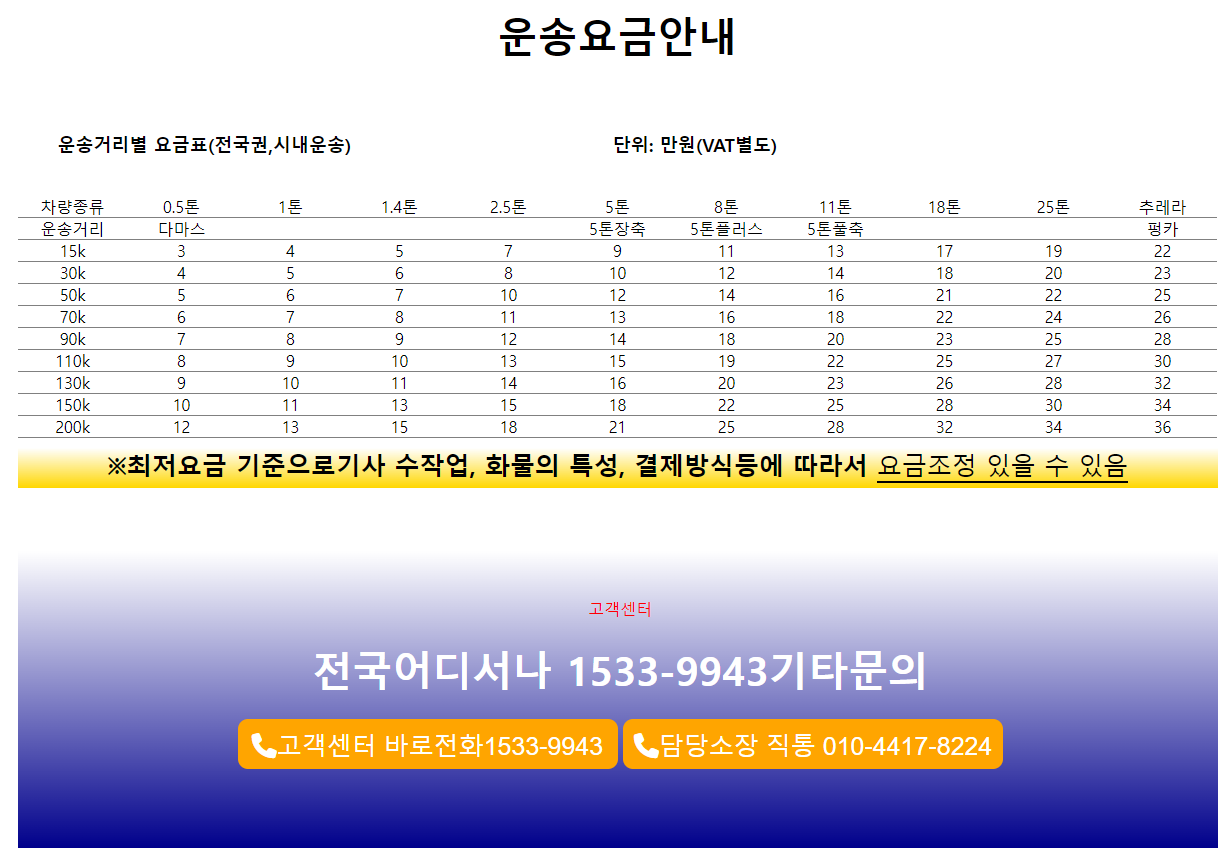 운송요금안내
운송거리별 요금표(전국권,시내운송) 단위: 만원(VAT별도)
차량종류 0.5톤 1톤 1.4톤 2.5톤 5톤 8톤 11톤 18톤 25톤 추레라
운송거리 다마스 5톤장축 5톤플러스 5톤풀축 펑카
15k 3 4 5 7 9 11 13 17 19 22
30k 4 5 6 8 10 12 14 18 20 23
50k 5 6 7 10 12 14 16 21 22 25
70k 6 7 8 11 13 16 18 22 24 26
90k 7 8 9 12 14 18 20 23 25 28
110k 8 9 10 13 15 19 22 25 27 30
130k 9 10 11 14 16 20 23 26 28 32
150k 10 11 13 15 18 22 25 28 30 34
200k 12 13 15 18 21 25 28 32 34 36
※최저요금 기준으로기사 수작업, 화물의 특성, 결제방식등에 따라서 요금조정 있을 수 있음
고객센터
전국어디서나 1533-9943기타문의
고객센터 바로전화1533-9943 담당소장 직통 010-4417-8224